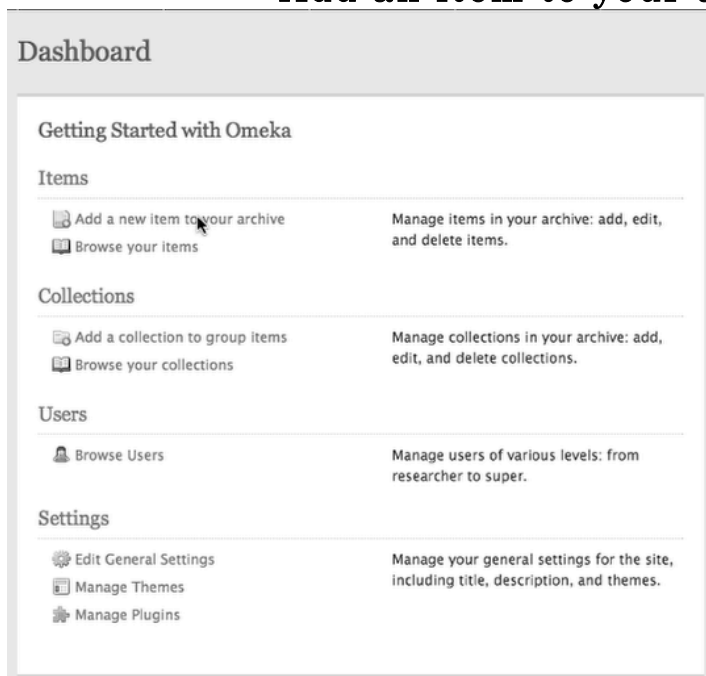 Dashboard
Getting Started with Omeka
Items
Add a new item to your archive
Manage items in your archive: add, edit,
and delete items.
Browse your items
Collections
Add a collection to group items
Manage collections in your archive: add,
edit, and delete collections.
Browse your collections
Users
Browse Users
Manage users of various levels: from
researcher to super.
Settings
Edit General Settings
Manage your general settings for the site,
including title, description, and themes.
Manage Themes
Manage Plugins